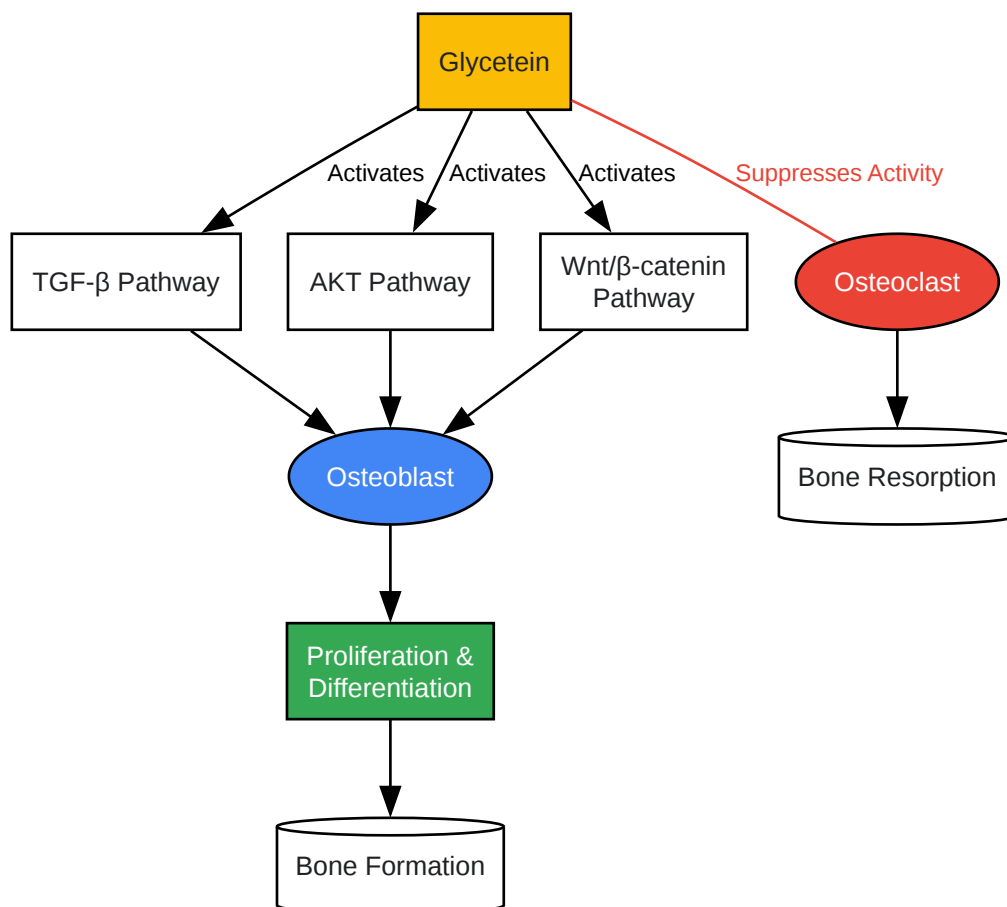 Glycetein
Activates
Activates
Activates
Suppresses Activity
TGF-β Pathway
AKT Pathway
Wnt/β-catenin
Pathway
Osteoclast
Osteoblast
Bone Resorption
Proliferation &
Differentiation
Bone Formation